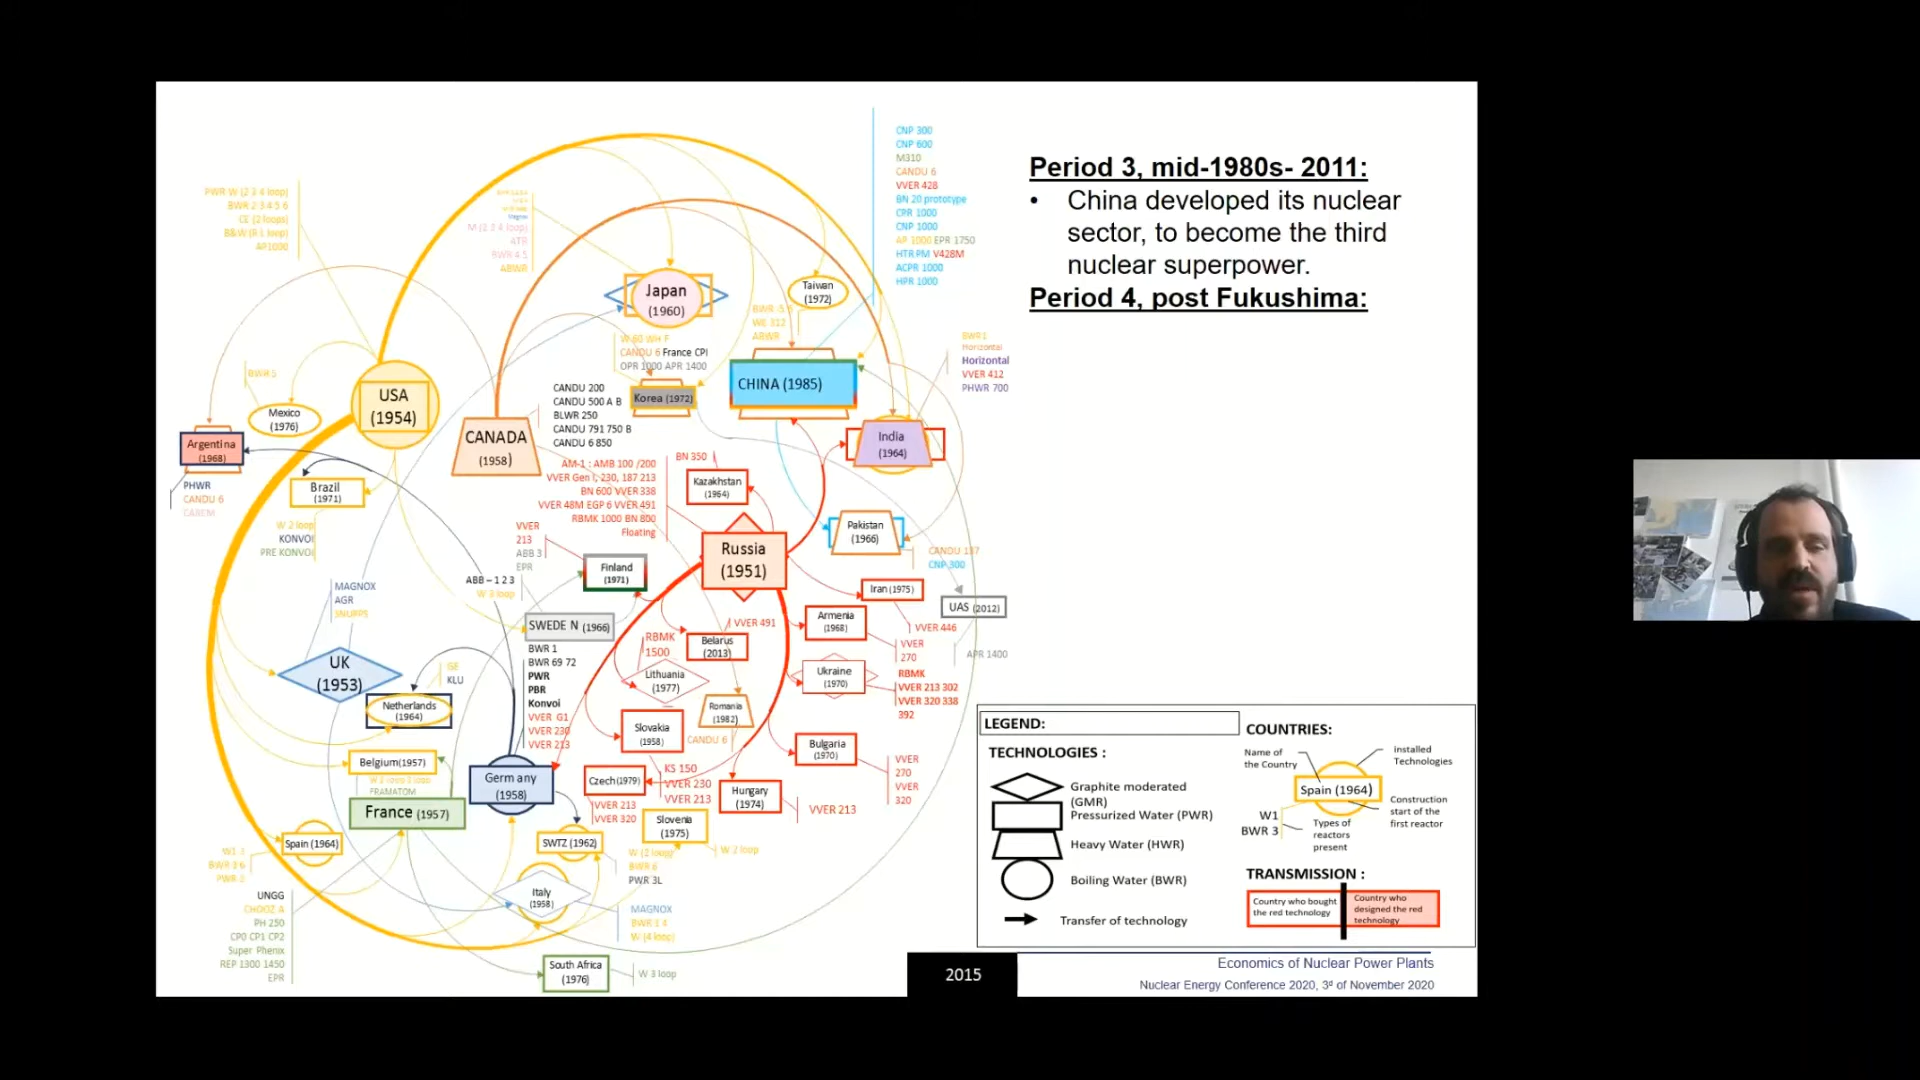 Period 3, mid-1980s- 2011:
• China developed its nuclear
sector, to become the third
nuclear superpower.
Period 4, post Fukushima:
PWR W (2 3 4 loop)
BWR 2 3 4 5 6
CE (2 loops)
B&W (R 1 loop)
AP1000
Magnox
M (2 3 4 loop)
ATR
BWR 4 5
ABWR
CNP 300
CNP 600
M310
CANDU 6
VVER 428
BN 20 prototype
CPR 1000
CNP 1000
AP 1000 EPR 1750
HTR PM V428M
ACPR 1000
HPR 1000
Japan
(1960)
Taiwan
(1972)
BWR
WE 312
ABWR
W 60 WH F
CANDU 6 France CPI
OPR 1000 APR 1400
Korea (1972)
CHINA (1985)
BWR 1
Horizontal
Horizontal
VVER 412
PHWR 700
India
(1964)
BWR 5
USA
(1954)
Mexico
(1976)
Argentina
(1968)
PHWR
CANDU 6
CAREM
Brazil
(1971)
W 2 loop
KONVOI
PRE KONVOI
CANADA
(1958)
CANDU 200
CANDU 500 A B
BLWR 250
CANDU 791 750 B
CANDU 6 850
AM-1 : AMB 100 /200
VVER Gen I, 230, 187 213
BN 600 VVER 338
VVER 48M EGP 6 VVER 491
RBMK 1000 BN 800
Floating
BN 350
Kazakhstan
(1964)
Russia
(1951)
Pakistan
(1966)
CANDU 137
CNP 300
VVER
213
ABB 3
EPR
Finland
(1971)
ABB – 1 2 3
W 3 loop
SWEDE N (1966)
BWR 1
BWR 69 72
PWR
PBR
Konvoi
VVER G1
VVER 230
VVER 213
Iran (1975)
VVER 446
UAS (2012)
APR 1400
Armenia
(1968)
VVER
270
VVER 491
Belarus
(2013)
RBMK
1500
Lithuania
(1977)
Ukraine
(1970)
RBMK
VVER 213 302
VVER 320 338
392
Romania
(1982)
CANDU 6
Slovakia
(1958)
KS 150
VVER 230
VVER 213
Bulgaria
(1970)
VVER
270
VVER
320
Czech (1979)
VVER 213
VVER 320
Hungary
(1974)
VVER 213
Slovenia
(1975)
W 2 loop
MAGNOX
AGR
SNUPPS
UK
(1953)
GE
KLU
Netherlands
(1964)
Belgium(1957)
FRAMATOM
France (1957)
Germ any
(1958)
SWTZ (1962)
W (2 loop)
BWR 6
PWR 3L
Spain (1964)
W1 3
BWR 3 6
Italy
(1958)
MAGNOX
BWR 1 4
W (4 loop)
UNGG
CHOOZ A
PH 250
CP0 CP1 CP2
Super Phenix
REP 1300 1450
EPR
South Africa
(1976)
W 3 loop
LEGEND:
TECHNOLOGIES :
Graphite moderated
(GMR)
Pressurized Water (PWR)
Heavy Water (HWR)
Boiling Water (BWR)
Transfer of technology
COUNTRIES:
Name of
the Country
Installed
Technologies
Spain (1964)
W1
BWR 3
Types of
reactors
present
Construction
start of the
first reactor
TRANSMISSION :
Country who bought
the red technology
Country who
designed the red
technology
2015
Economics of Nuclear Power Plants
Nuclear Energy Conference 2020, 3ᵈ of November 2020